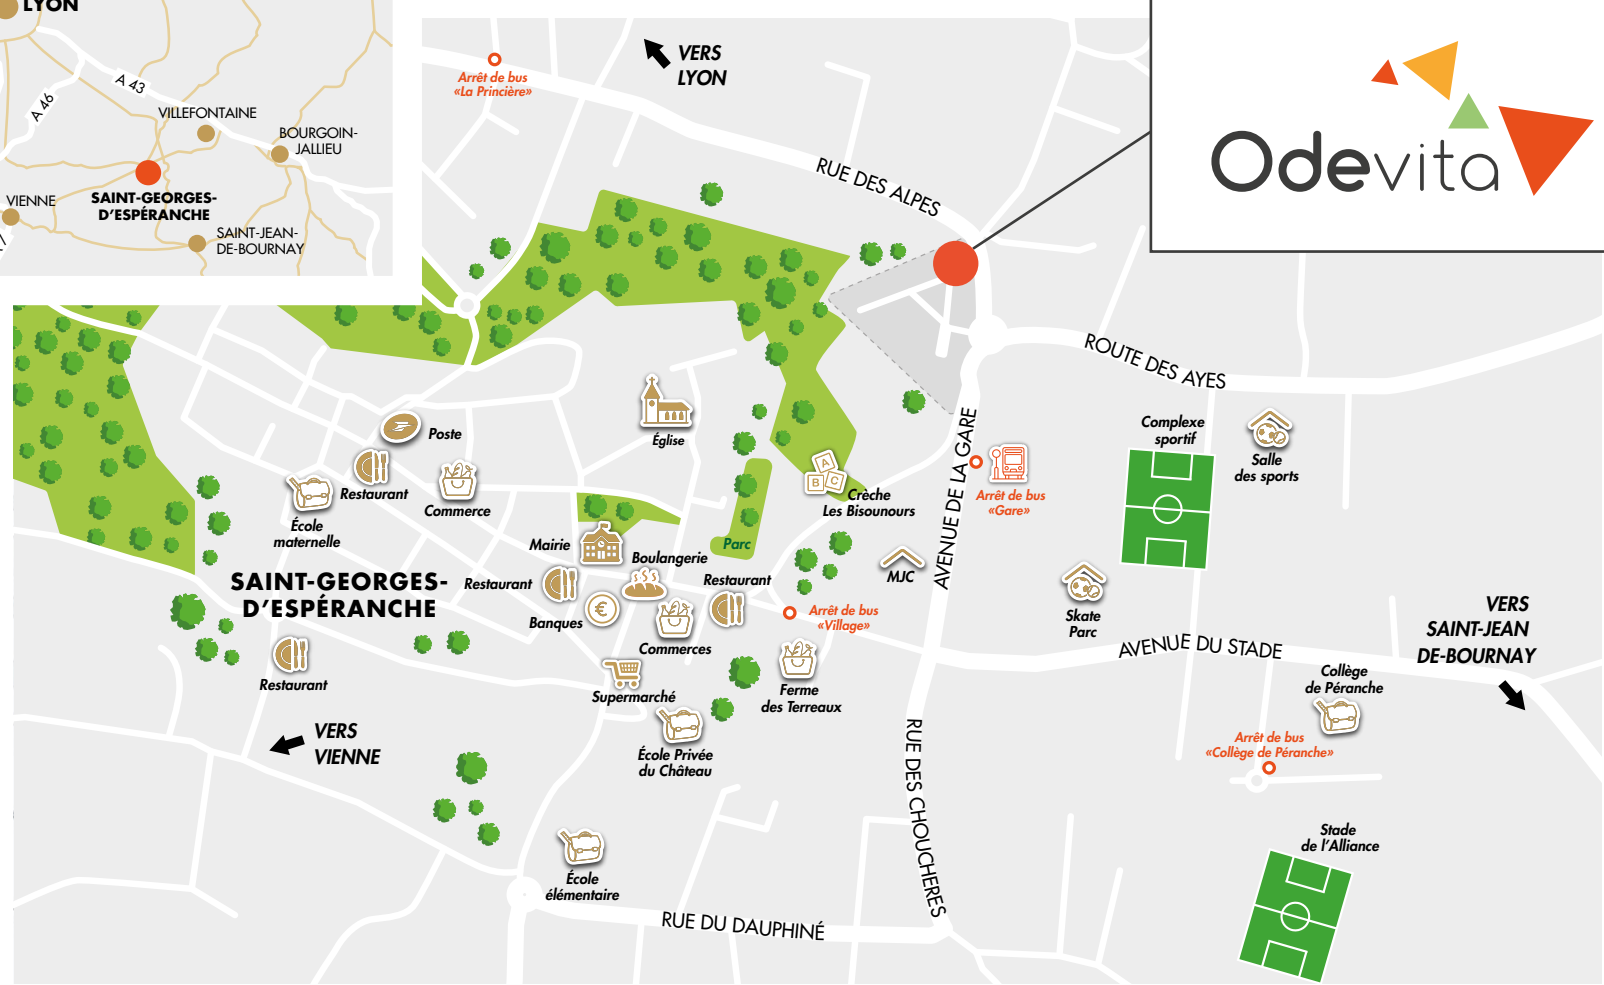 LYON
A 43
A 46
VILLEFONTAINE
BOURGOIN-
JALLIEU
VIENNE
SAINT-GEORGES-
D'ESPÉRANCHE
SAINT-JEAN-
DE-BOURNAY
Arrêt de bus
«La Princière»
VERS
LYON
Odevita
RUE DES ALPES
ROUTE DES AYES
AVENUE DE LA GARE
Église
Poste
Restaurant
Commerce
École
maternelle
Crèche
Les Bisounours
Arrêt de bus
«Gare»
Complexe
sportif
Salle
des sports
Mairie
Boulangerie
Parc
MJC
SAINT-GEORGES-
D'ESPÉRANCHE
Restaurant
Restaurant
Banques
Commerces
Arrêt de bus
«Village»
Skate
Parc
AVENUE DU STADE
VERS
SAINT-JEAN
DE-BOURNAY
Restaurant
Supermarché
Ferme
des Terreaux
Collège
de Péranche
VERS
VIENNE
École Privée
du Château
Arrêt de bus
«Collège de Péranche»
RUE DES CHOUCHERES
Stade
de l'Alliance
École
élémentaire
RUE DU DAUPHINÉ